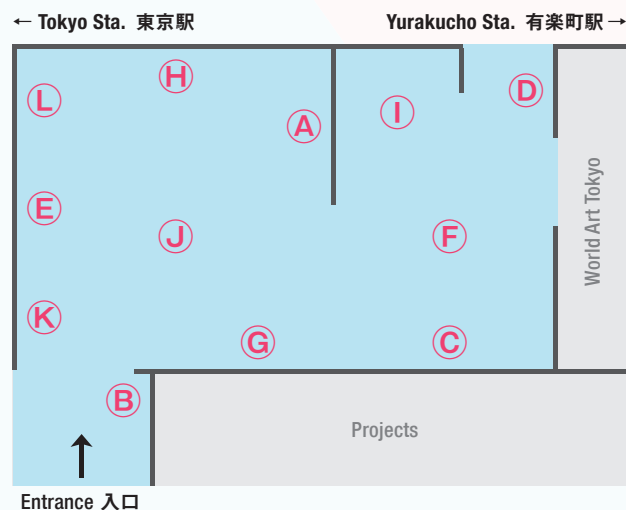 ← Tokyo Sta. 東京駅
Yurakucho Sta. 有楽町駅 →
H
D
L
I
A
E
World Art Tokyo
J
F
K
G
C
B
Projects
Entrance 入口